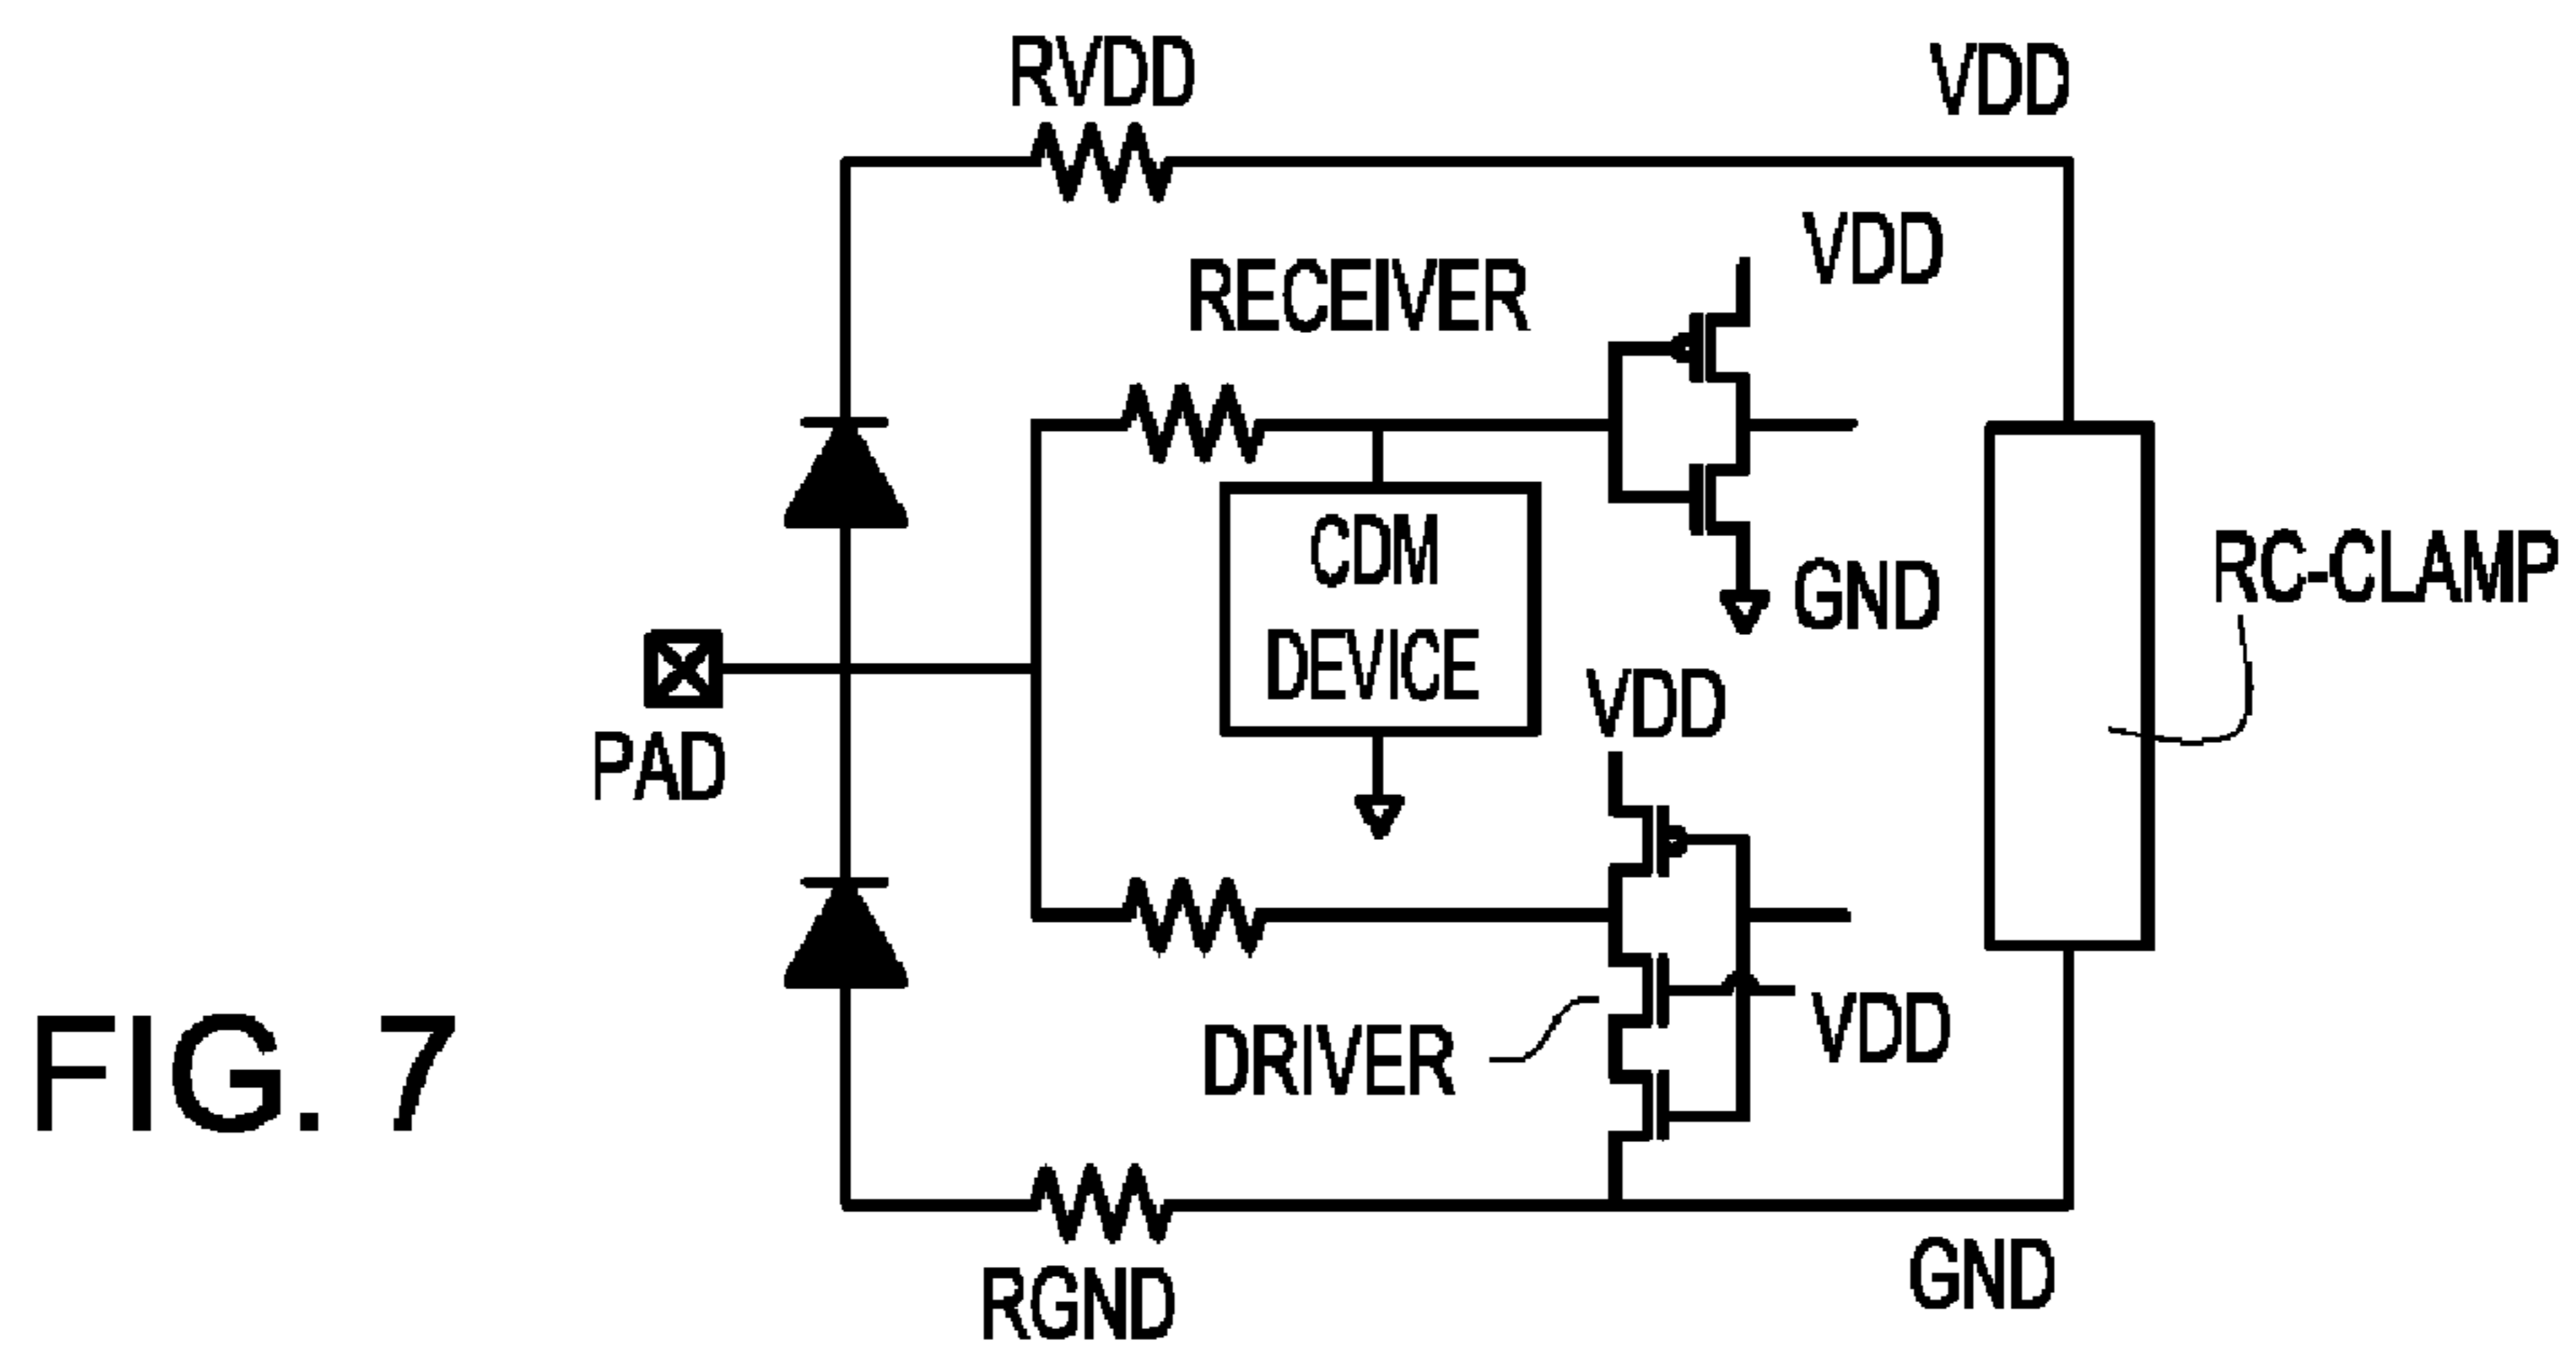 RVDD
VDD
VDD
RECEIVER
CDM
DEVICE
GND
RC-CLAMP
PAD
VDD
DRIVER
VDD
FIG. 7
RGND
GND